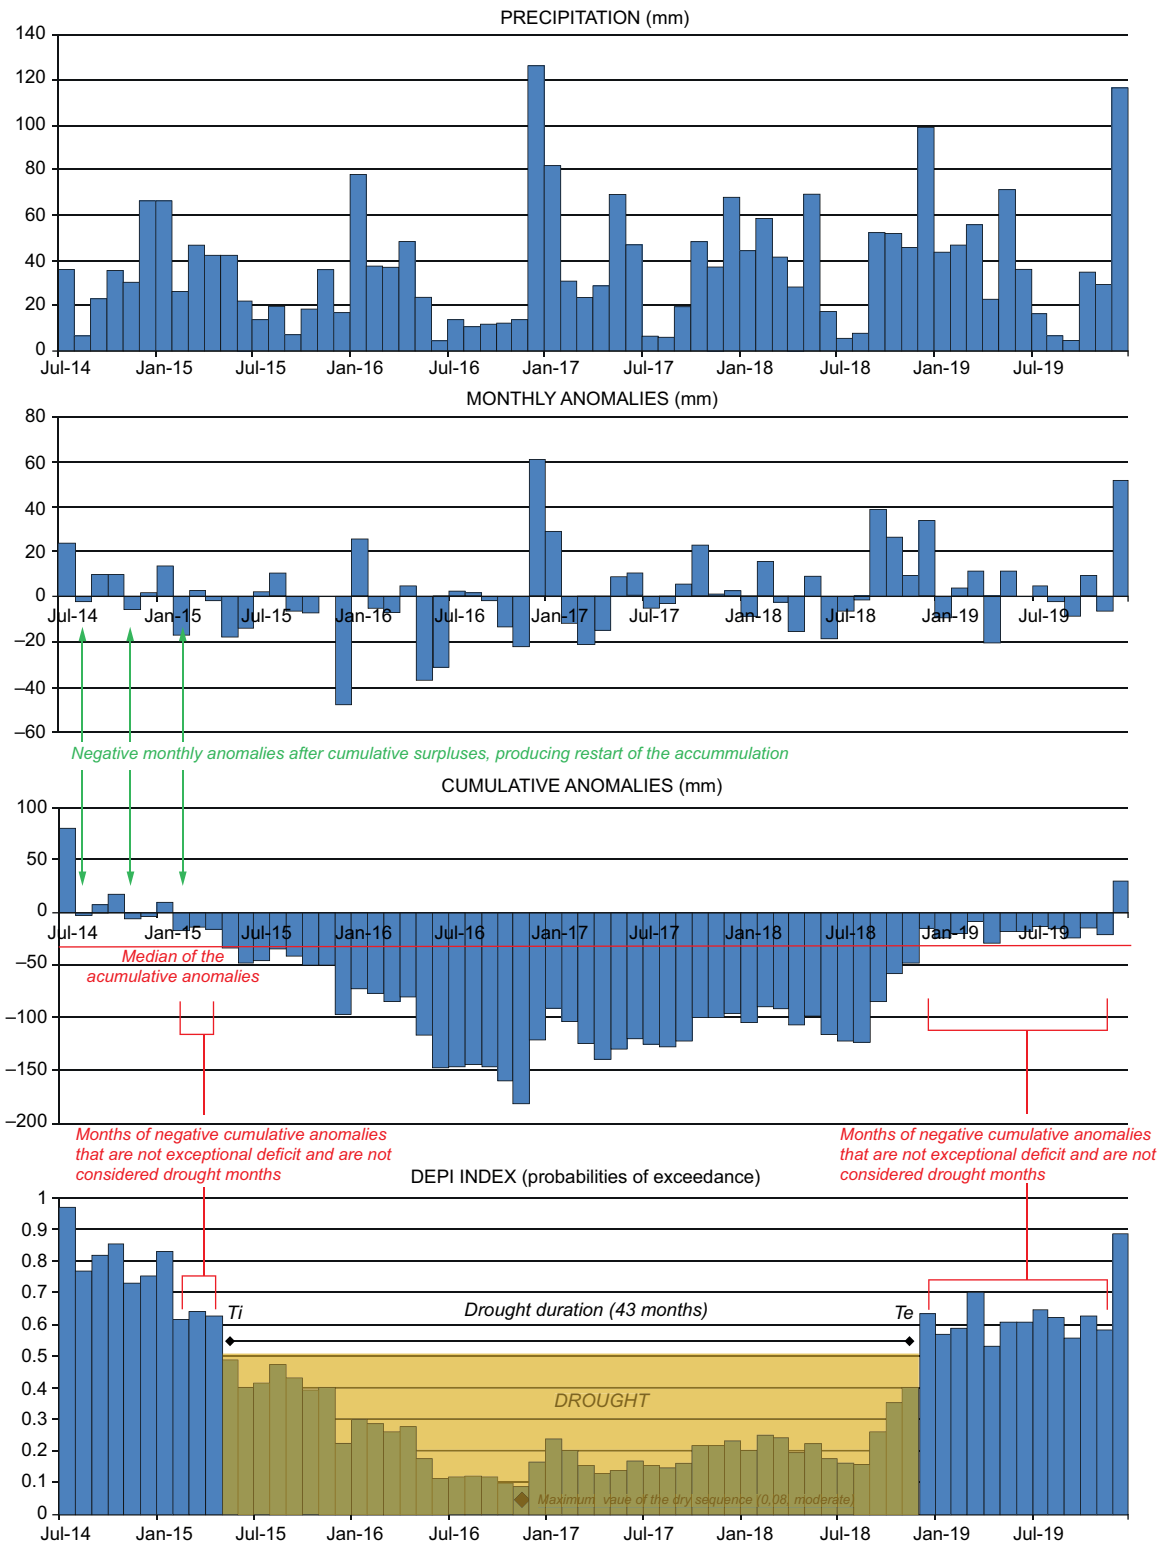 PRECIPITATION (mm)
140
120
100
80
60
40
20
0
Jul-14 Jan-15 Jul-15 Jan-16 Jul-16 Jan-17 Jul-17 Jan-18 Jul-18 Jan-19 Jul-19
MONTHLY ANOMALIES (mm)
80
60
40
20
0
Jul-14 Jan-15 Jul-15 Jan-16 Jul-16 Jan-17 Jul-17 Jan-18 Jul-18 Jan-19 Jul-19
–20
–40
–60
Negative monthly anomalies after cumulative surpluses, producing restart of the accummulation
CUMULATIVE ANOMALIES (mm)
100
50
0
Jul-14 Jan-15 Jul-15 Jan-16 Jul-16 Jan-17 Jul-17 Jan-18 Jul-18 Jan-19 Jul-19
Median of the
acumulative anomalies
–50
–100
–150
–200
Months of negative cumulative anomalies
that are not exceptional deficit and are not
considered drought months
Months of negative cumulative anomalies
that are not exceptional deficit and are not
considered drought months
DEPI INDEX (probabilities of exceedance)
1
0.9
0.8
0.7
0.6
0.5
0.4
0.3
0.2
0.1
0
Ti Drought duration (43 months) Te
DROUGHT
Maximum vaue of the dry sequence (0,08, moderate)
Jul-14 Jan-15 Jul-15 Jan-16 Jul-16 Jan-17 Jul-17 Jan-18 Jul-18 Jan-19 Jul-19